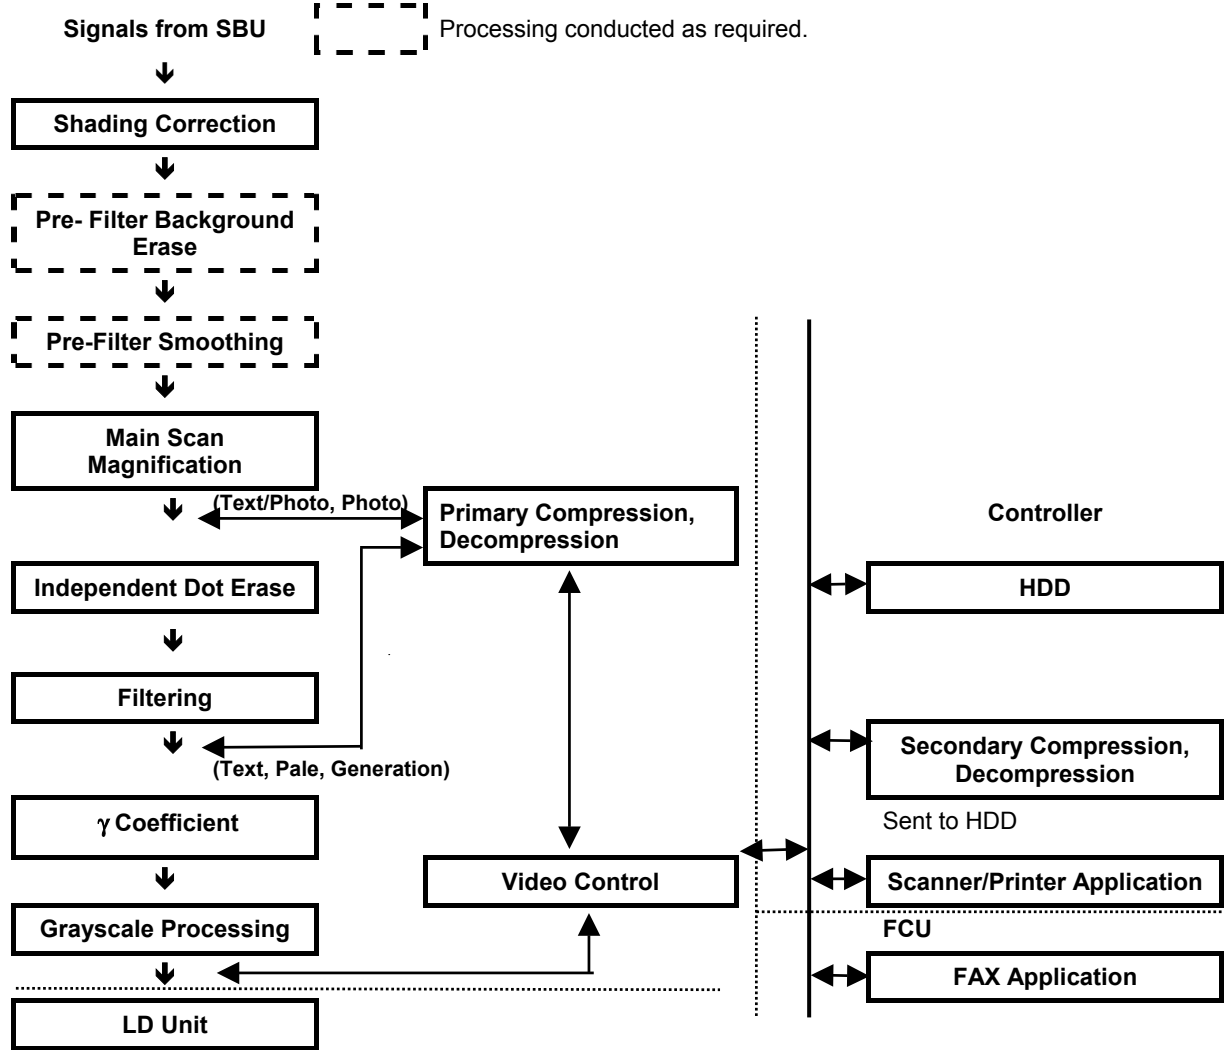 Signals from SBU
Processing conducted as required.
Shading Correction
Pre- Filter Background
Erase
Pre-Filter Smoothing
Main Scan
Magnification
(Text/Photo, Photo)
Primary Compression,
Decompression
Controller
Independent Dot Erase
HDD
Filtering
(Text, Pale, Generation)
Secondary Compression,
Decompression
Sent to HDD
γ Coefficient
Video Control
Scanner/Printer Application
Grayscale Processing
FCU
FAX Application
LD Unit